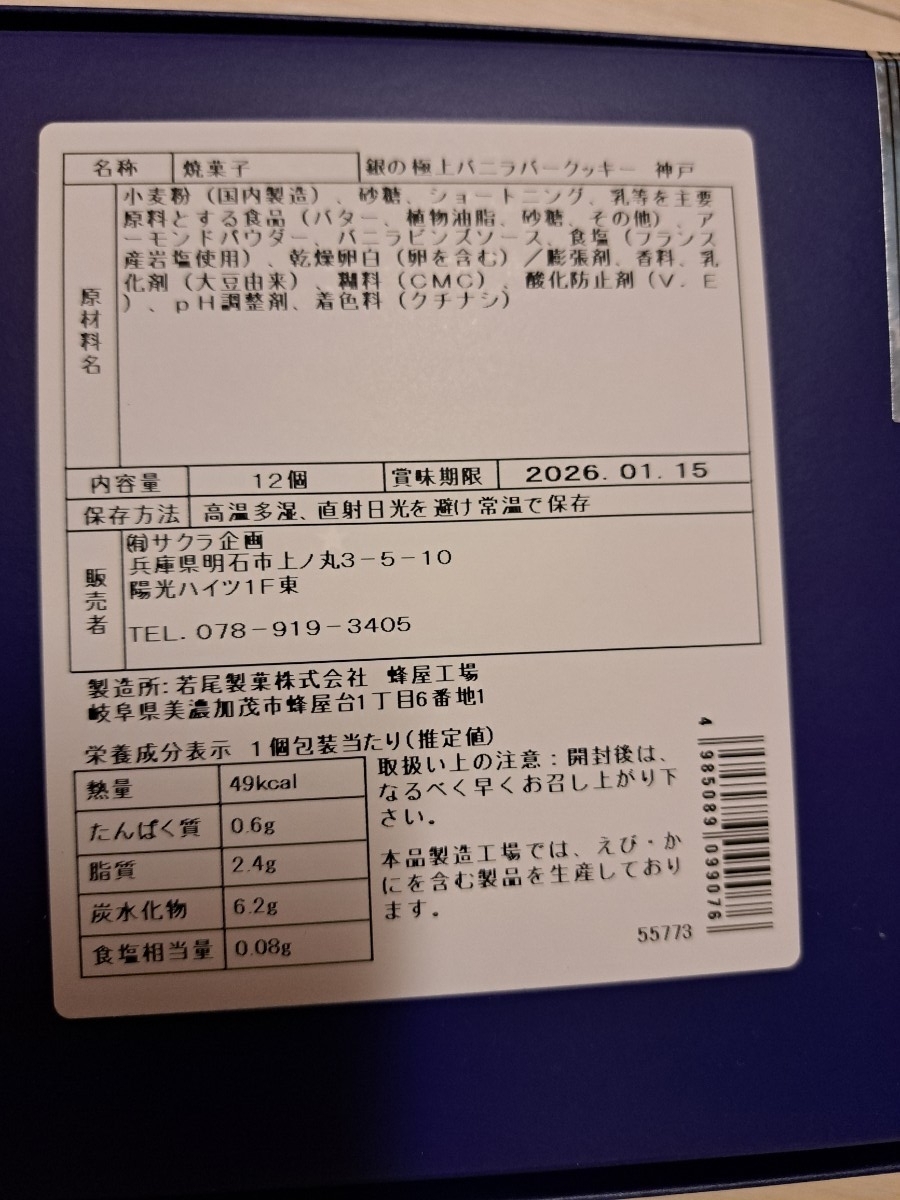 名称 焼菓子 銀の極上バニラバークッキー 神戸
原材料名
小麦粉（国内製造）、砂糖、ショートニング、乳等を主要
原料とする食品（バター、植物油脂、砂糖、その他）、ア
ーモンドパウダー、バニラビンズソース、食塩（フランス
産岩塩使用）、乾燥卵白（卵を含む）／膨張剤、香料、乳
化剤（大豆由来）、糊料（CMC）、酸化防止剤（V．E
）、pH調整剤、着色料（クチナシ）
内容量 12個 賞味期限 2026.01.15
保存方法 高温多湿、直射日光を避け常温で保存
販売者
㈲サクラ企画
兵庫県明石市上ノ丸3－5－10
陽光ハイツ1F東
TEL. 078－919－3405
製造所:若尾製菓株式会社 蜂屋工場
岐阜県美濃加茂市蜂屋台1丁目6番地1
栄養成分表示 1個包装当たり(推定値)
熱量 49kcal
たんぱく質 0.6g
脂質 2.4g
炭水化物 6.2g
食塩相当量 0.08g
取扱い上の注意：開封後は、
なるべく早くお召し上がり下
さい。
本品製造工場では、えび・か
にを含む製品を生産しており
ます。
4 985089 099076
55773